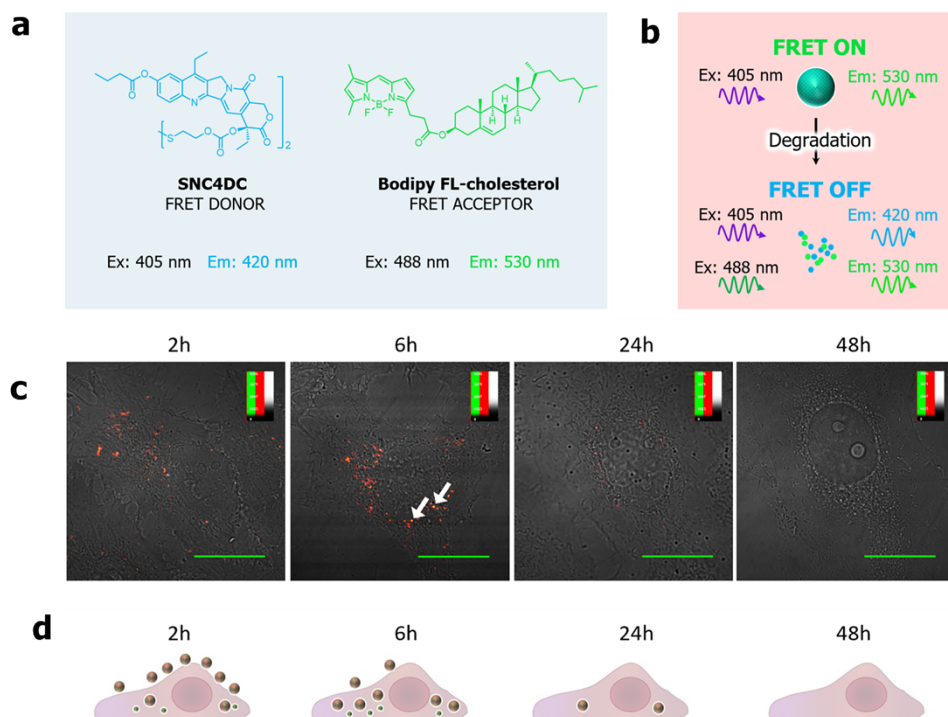 a
O
O
N
N
O
O
O
S
O
O
O
2
SNC4DC
FRET DONOR
Ex: 405 nm Em: 420 nm
N
N
B
F
F
O
O
H
H
H
Bodipy FL-cholesterol
FRET ACCEPTOR
Ex: 488 nm Em: 530 nm
b
FRET ON
Ex: 405 nm Em: 530 nm
Degradation
FRET OFF
Ex: 405 nm Em: 420 nm
Ex: 488 nm Em: 530 nm
c
2h 6h 24h 48h
d
2h 6h 24h 48h